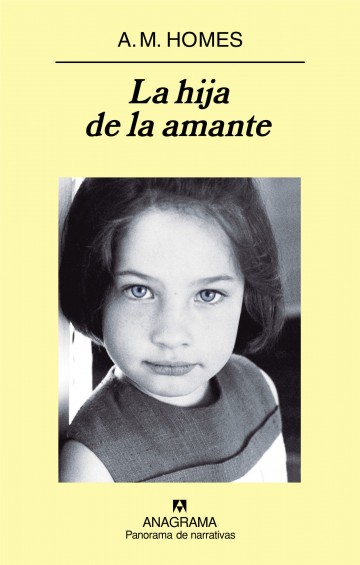 A. M. HOMES
La hija
de la amante
ANAGRAMA
Panorama de narrativas